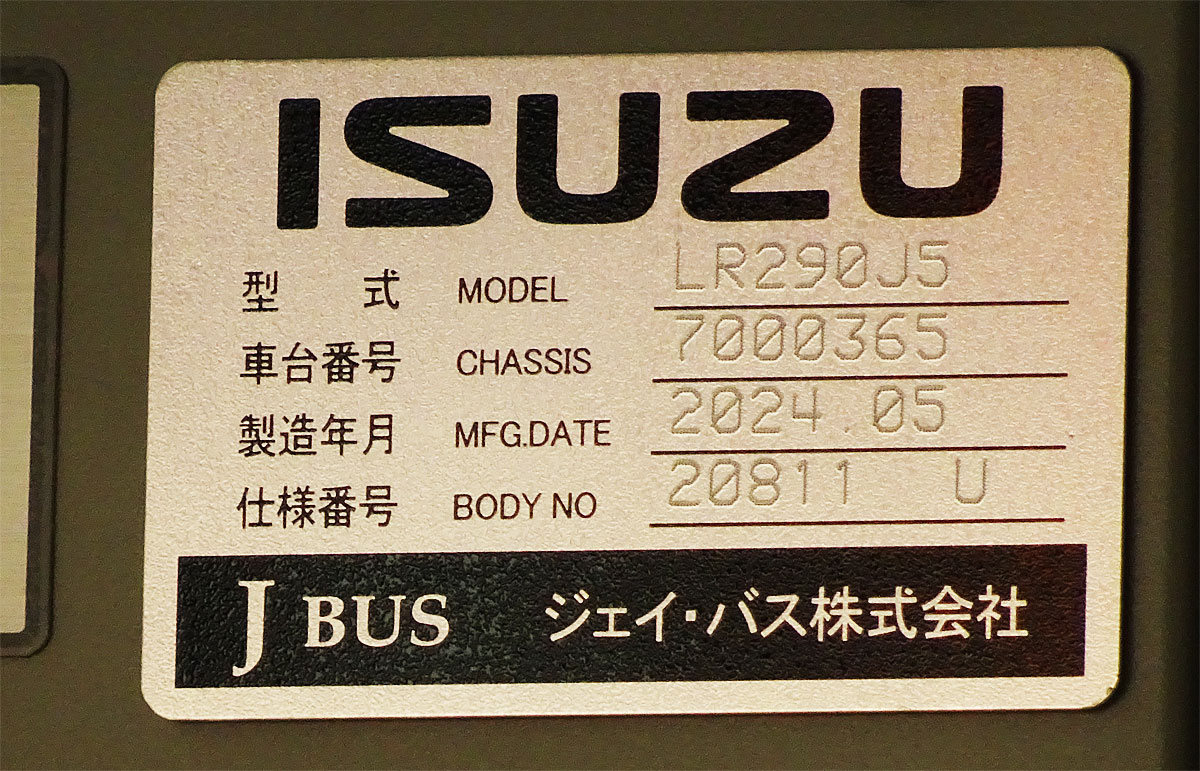 ISUZU
型 式 MODEL LR290J5
車台番号 CHASSIS 7000365
製造年月 MFG.DATE 2024.05
仕様番号 BODY NO 20811 U
J BUS ジェイ・バス株式会社